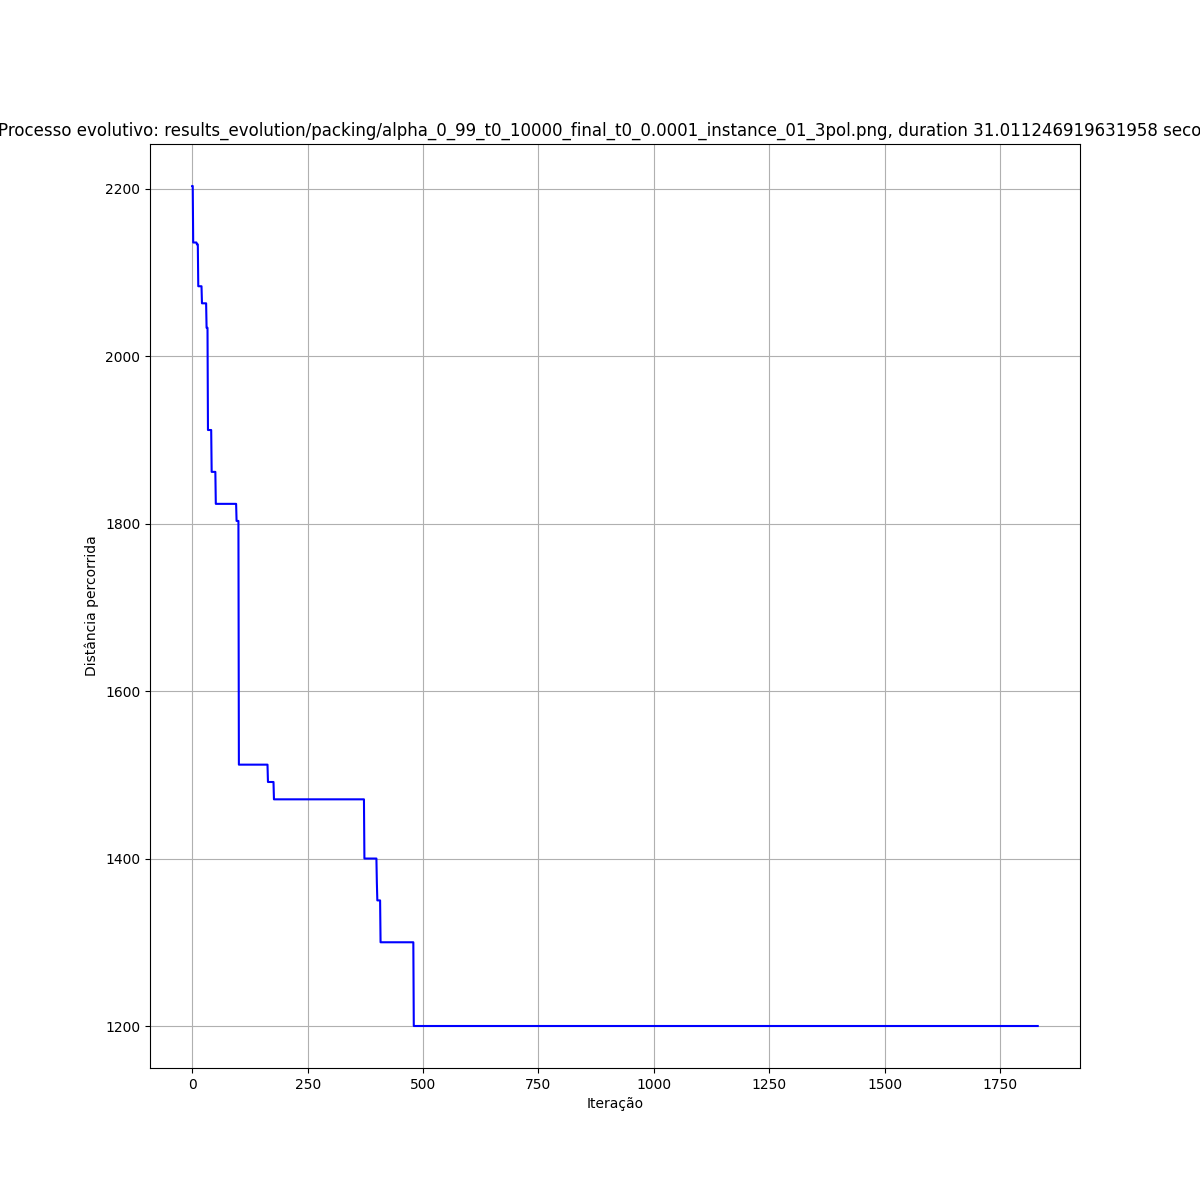 Processo evolutivo: results_evolution/packing/alpha_0_99_t0_10000_final_t0_0.0001_instance_01_3pol.png, duration 31.011246919631958 seco
2200
2000
1800
1600
1400
1200
Distância percorrida
0 250 500 750 1000 1250 1500 1750
Iteração